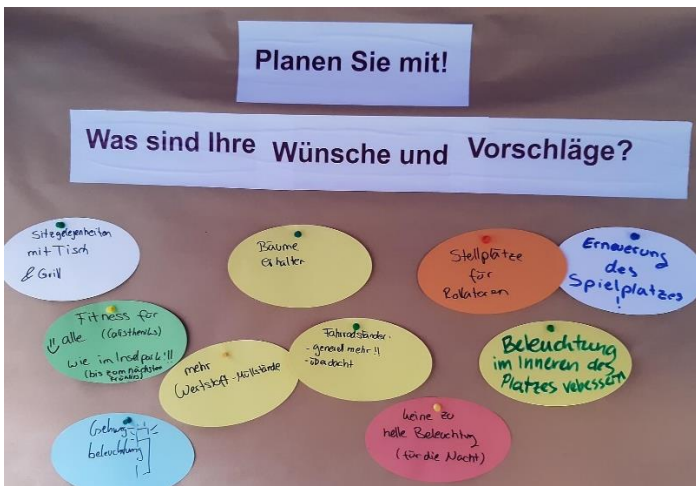 Planen Sie mit!
Was sind Ihre Wünsche und Vorschläge?
Sitzgelegenheiten
mit Tisch
& Grill
Bäume
erhalten
Stellplätze
für
Rollatoren
Erneuerung
des
Spielplatzes
!
Fitness für
alle (Calisthenics)
wie im Inselpark!!!
(bis zum nächsten
mehr
Wertstoff-Müllstände
Fahrradständer
- generell mehr!!
- überdacht
Beleuchtung
im Inneren des
Platzes verbessern
Gehweg-
beleuchtung
keine zu
helle Beleuchtung
(für die Nacht)